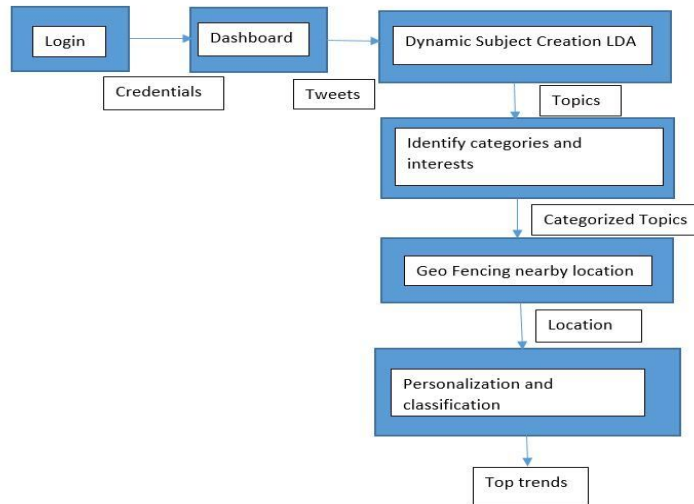 Login
Dashboard
Dynamic Subject Creation LDA
Credentials
Tweets
Topics
Identify categories and
interests
Categorized Topics
Geo Fencing nearby location
Location
Personalization and
classification
Top trends